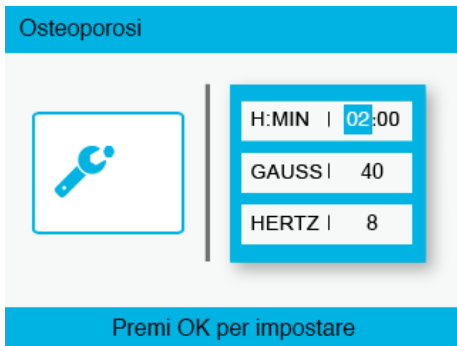 Osteoporosi
H:MIN | 02:00
GAUSS | 40
HERTZ | 8
Premi OK per impostare